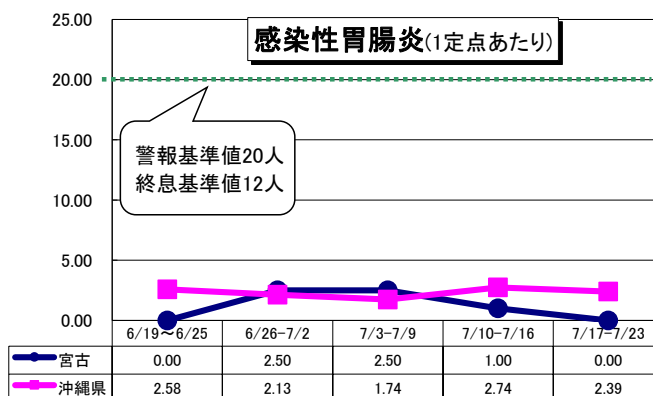 感染性胃腸炎(1定点あたり)
25.00
20.00
15.00
10.00
5.00
0.00
警報基準値20人
終息基準値12人
6/19～6/25 6/26-7/2 7/3-7/9 7/10-7/16 7/17-7/23
宮古 0.00 2.50 2.50 1.00 0.00
沖縄県 2.58 2.13 1.74 2.74 2.39